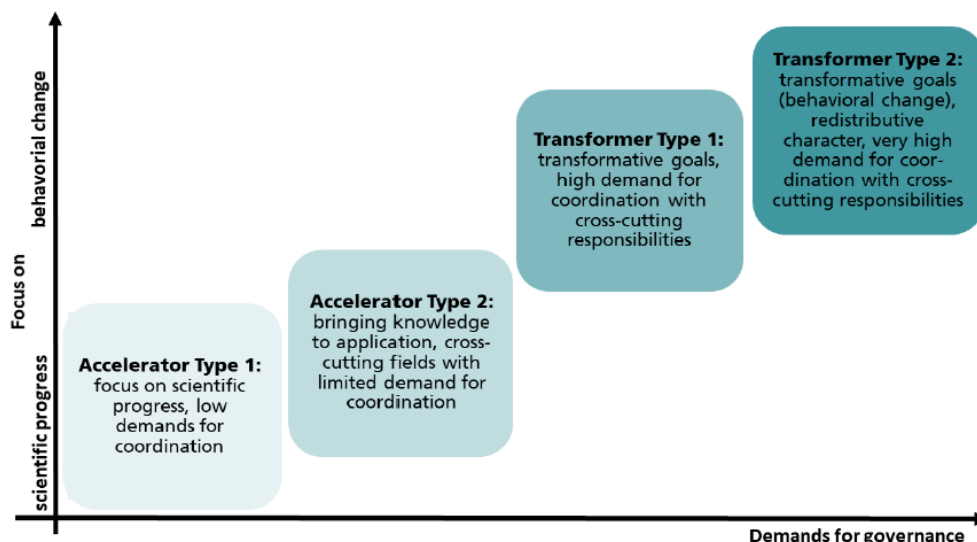 Transformer Type 2:
transformative goals
(behavioral change),
redistributive
character, very high
demand for coor-
dination with cross-
cutting responsibilities
Transformer Type 1:
transformative goals,
high demand for
coordination with
cross-cutting
responsibilities
Accelerator Type 2:
bringing knowledge
to application, cross-
cutting fields with
limited demand for
coordination
Accelerator Type 1:
focus on scientific
progress, low
demands for
coordination
Focus on
behavorial change
scientific progress
Demands for governance